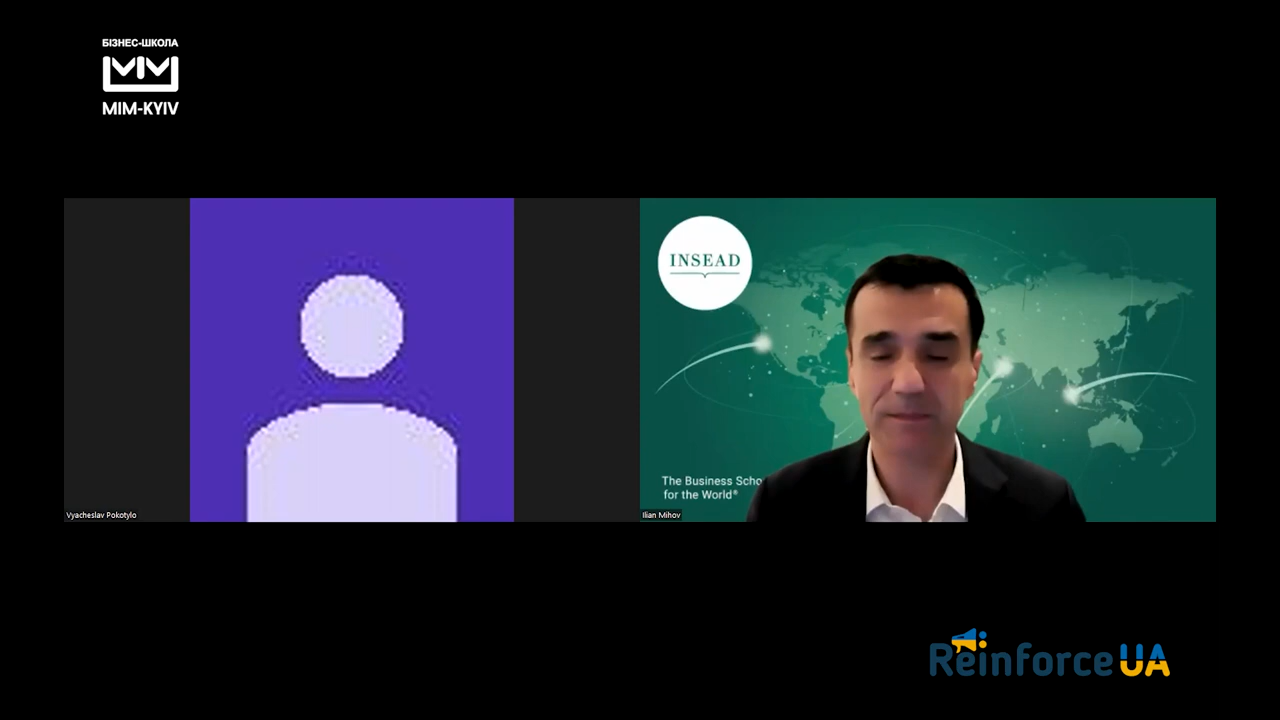 БІЗНЕС-ШКОЛА
MIM-KYIV
INSEAD
The Business Scho
for the World®
Vyacheslav Pokotylo
Ilian Mihov
ReinforceUA